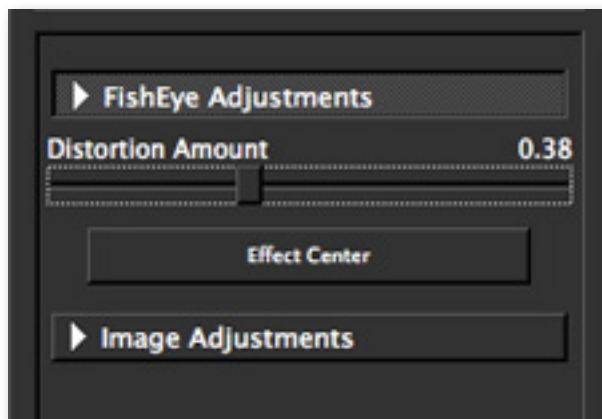 FishEye Adjustments
Distortion Amount 0.38
Effect Center
Image Adjustments